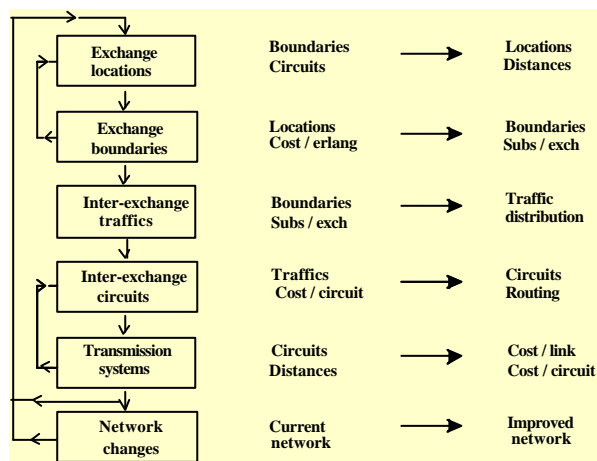 Exchange
locations
Boundaries
Circuits
Locations
Distances
Exchange
boundaries
Locations
Cost / erlang
Boundaries
Subs / exch
Inter-exchange
traffics
Boundaries
Subs / exch
Traffic
distribution
Inter-exchange
circuits
Traffics
Cost / circuit
Circuits
Routing
Transmission
systems
Circuits
Distances
Cost / link
Cost / circuit
Network
changes
Current
network
Improved
network